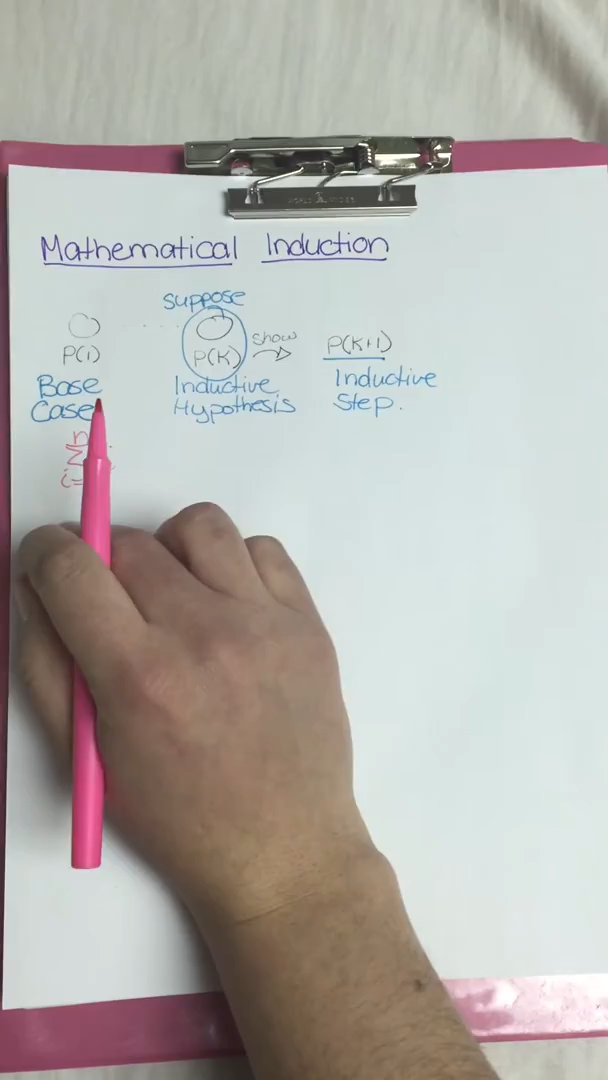 Mathematical Induction
suppose
show
P(1)
P(k)
P(k+1)
Base
Case
Inductive
Hypothesis
Inductive
Step.